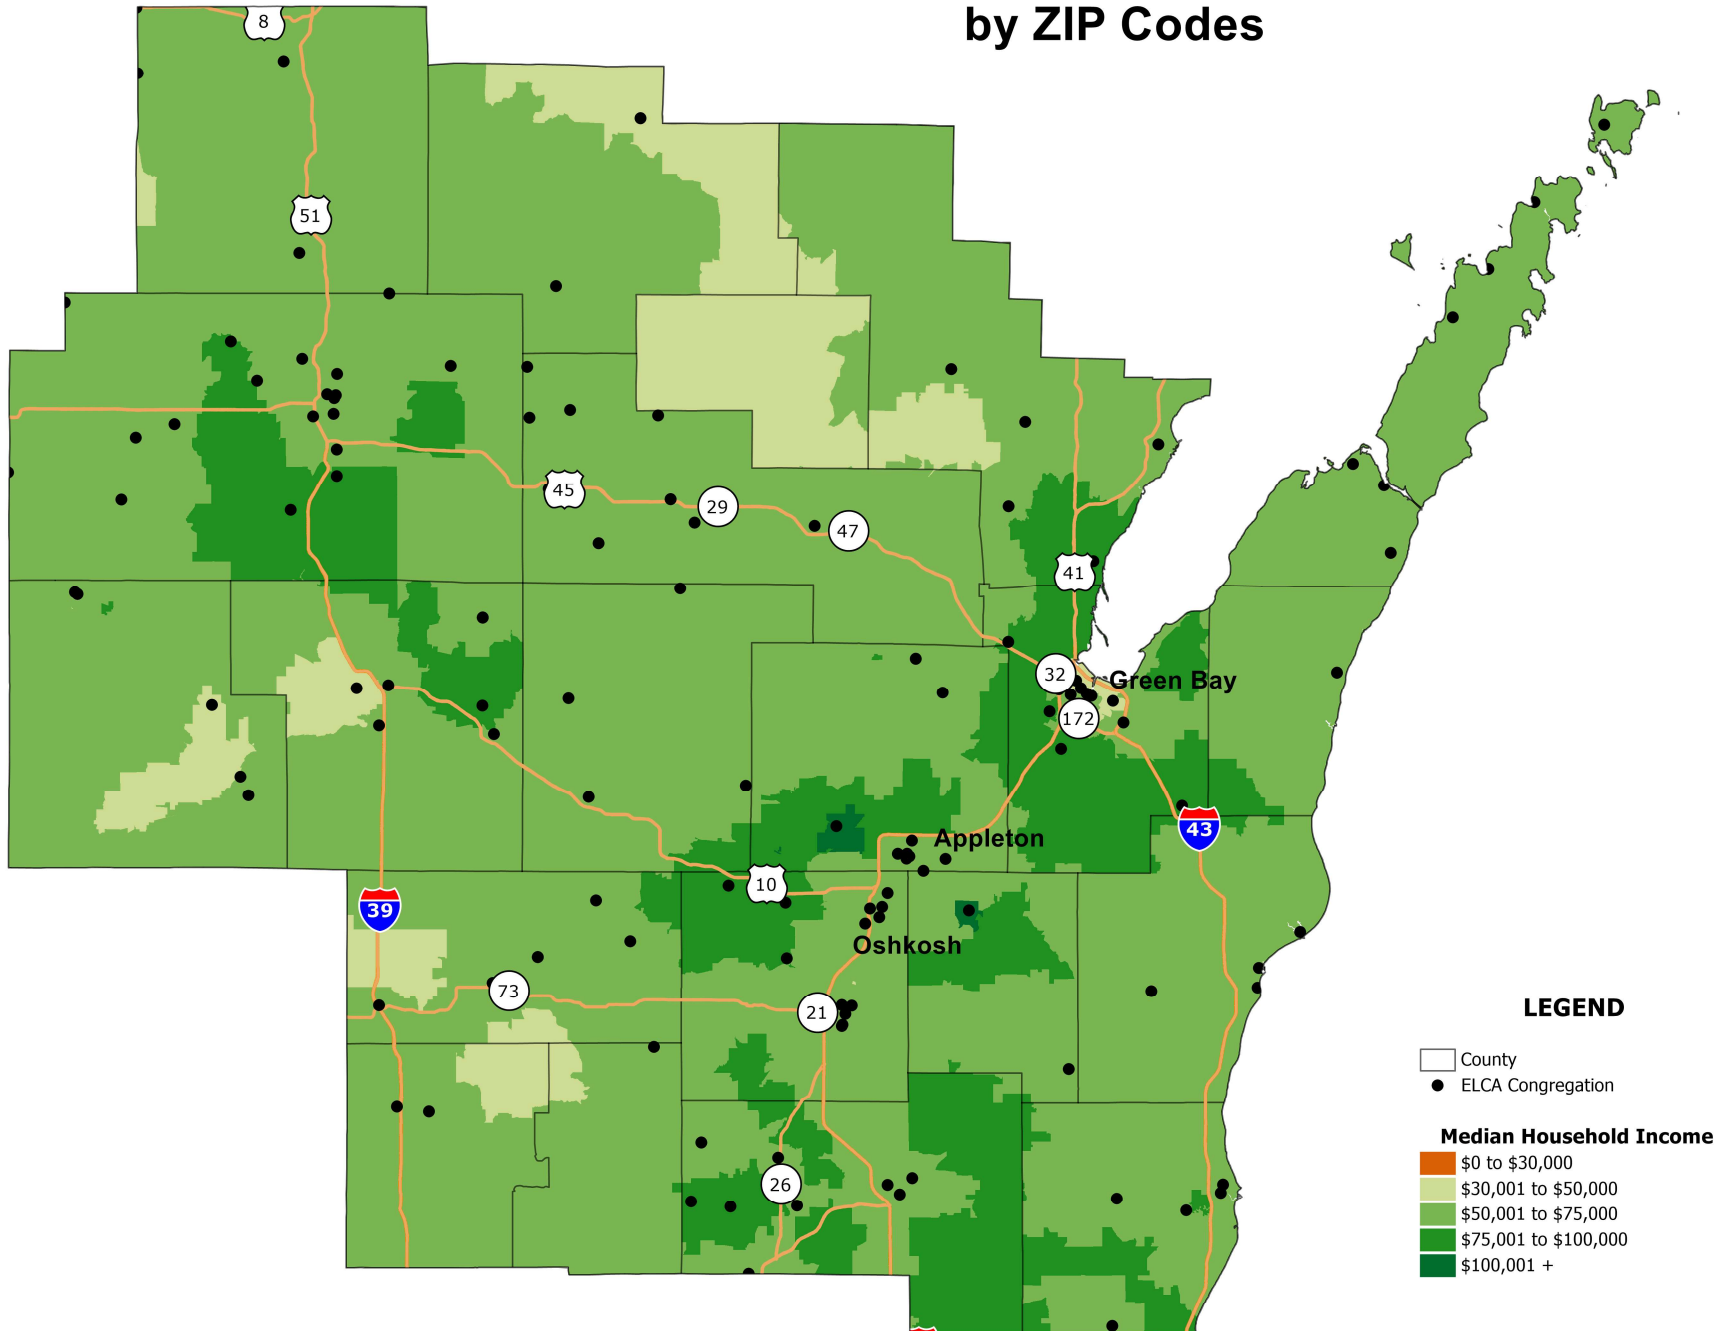 by ZIP Codes
8
51
45
29
47
41
32
Green Bay
172
Appleton
43
10
39
Oshkosh
73
21
26
LEGEND
County
ELCA Congregation
Median Household Income
$0 to $30,000
$30,001 to $50,000
$50,001 to $75,000
$75,001 to $100,000
$100,001 +